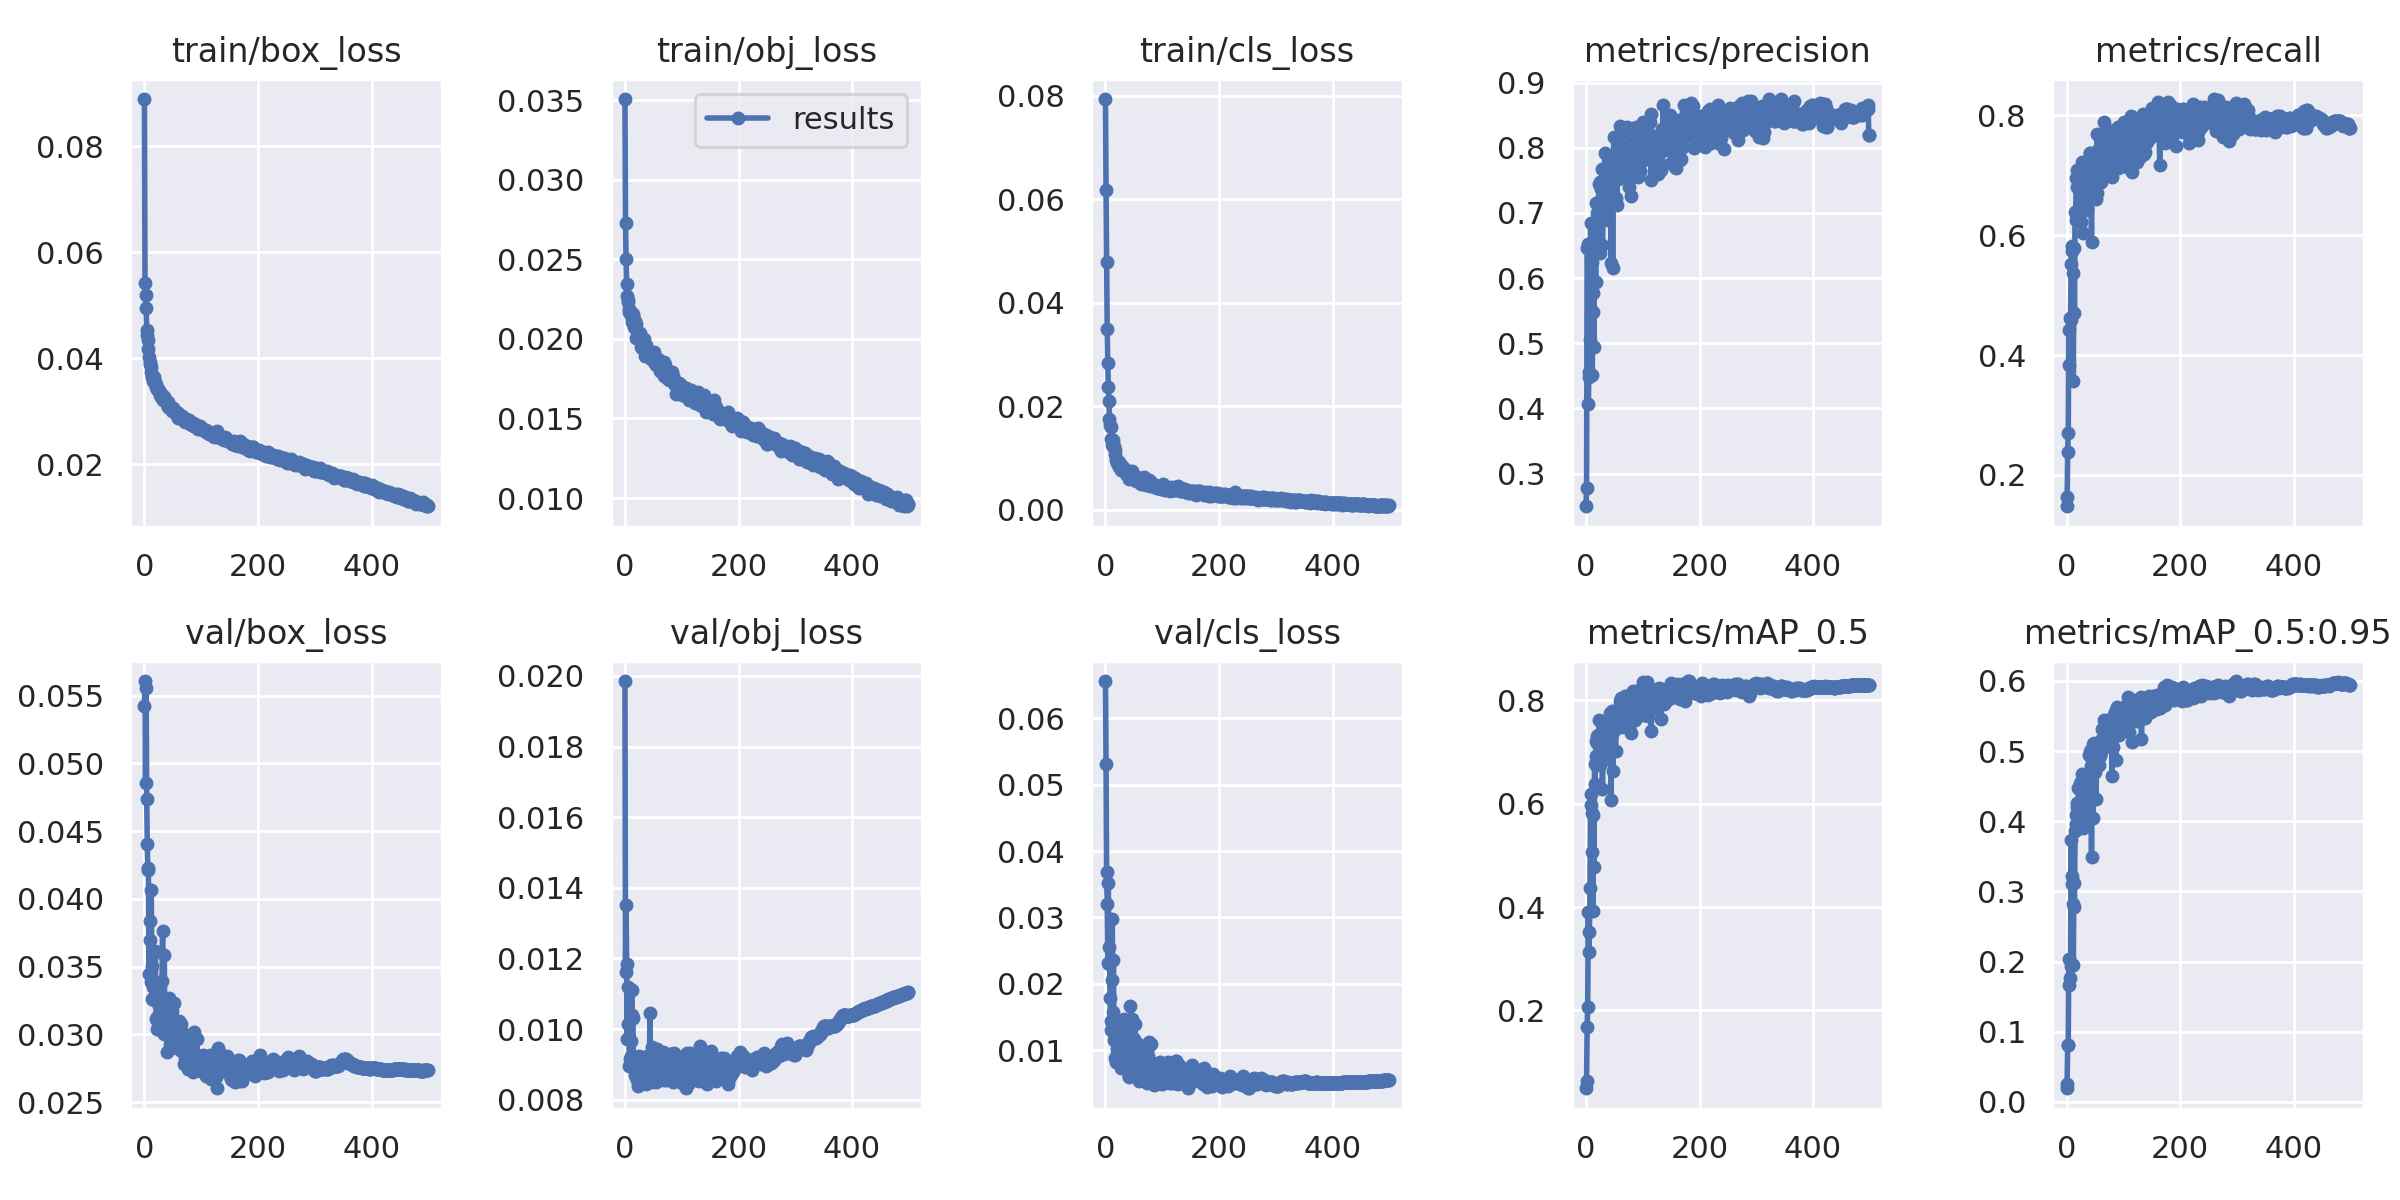 train/box_loss
train/obj_loss
train/cls_loss
metrics/precision
metrics/recall
0.08
0.06
0.04
0.02
0 200 400
0.035
0.030
0.025
0.020
0.015
0.010
results
0 200 400
0.08
0.06
0.04
0.02
0.00
0 200 400
0.9
0.8
0.7
0.6
0.5
0.4
0.3
0 200 400
0.8
0.6
0.4
0.2
0 200 400
val/box_loss
val/obj_loss
val/cls_loss
metrics/mAP_0.5
metrics/mAP_0.5:0.95
0.055
0.050
0.045
0.040
0.035
0.030
0.025
0 200 400
0.020
0.018
0.016
0.014
0.012
0.010
0.008
0 200 400
0.06
0.05
0.04
0.03
0.02
0.01
0 200 400
0.8
0.6
0.4
0.2
0 200 400
0.6
0.5
0.4
0.3
0.2
0.1
0.0
0 200 400